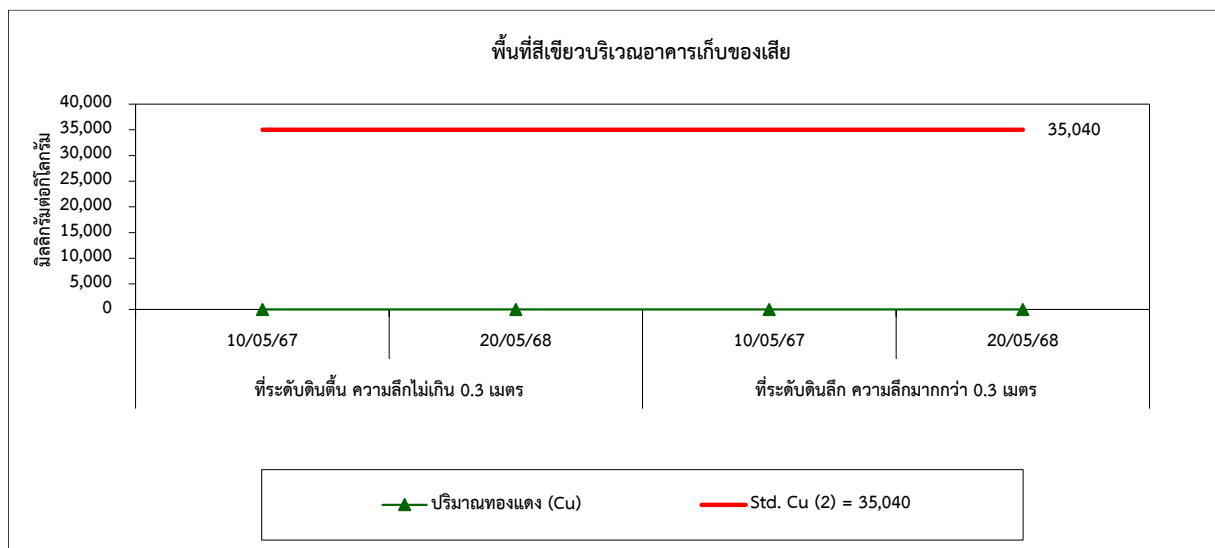 พื้นที่สีเขียวบริเวณอาคารเก็บของเสีย
มิลลิกรัมต่อกิโลกรัม
40,000
35,000
30,000
25,000
20,000
15,000
10,000
5,000
0
35,040
10/05/67 20/05/68 10/05/67 20/05/68
ที่ระดับดินตื้น ความลึกไม่เกิน 0.3 เมตร ที่ระดับดินลึก ความลึกมากกว่า 0.3 เมตร
ปริมาณทองแดง (Cu) Std. Cu (2) = 35,040